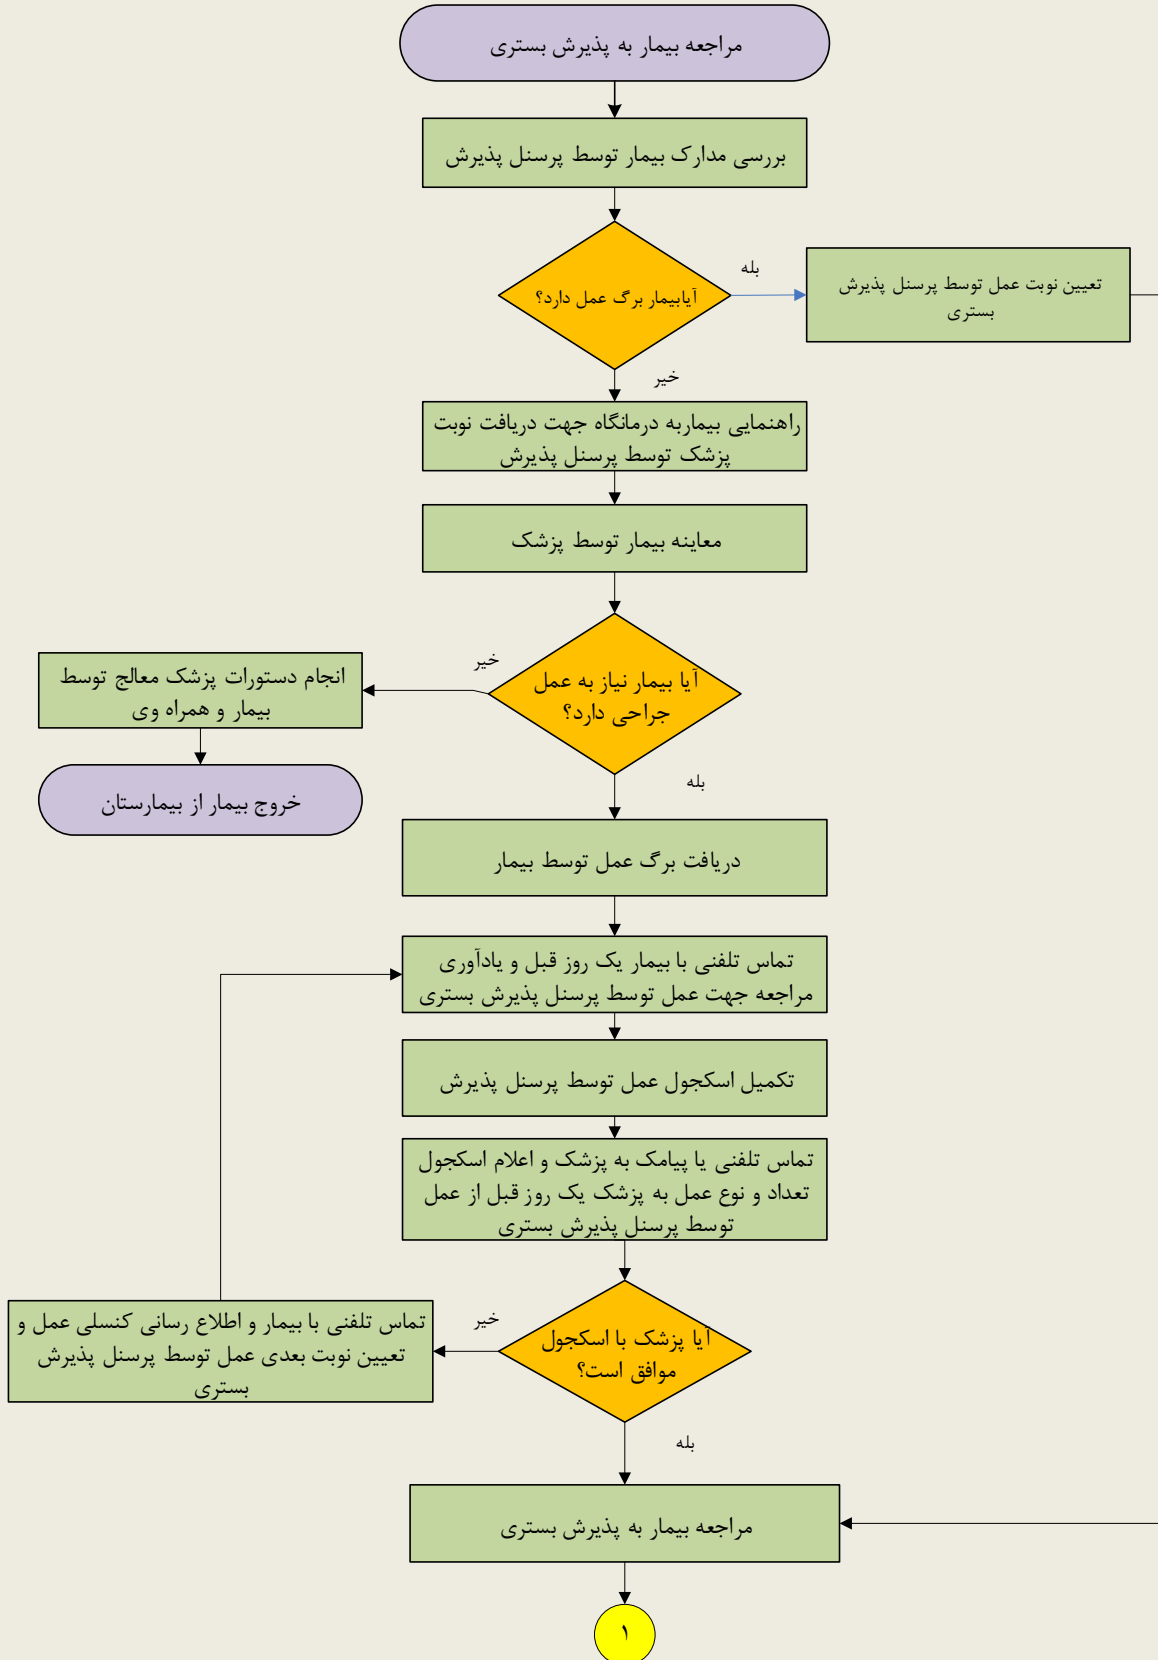 مراجعه بیمار به پذیرش بستری
بررسی مدارک بیمار توسط پرسنل پذیرش
آیابیمار برگ عمل دارد؟
بله
تعیین نوبت عمل توسط پرسنل پذیرش
بستری
خیر
راهنمایی بیماربه درمانگاه جهت دریافت نوبت
پزشک توسط پرسنل پذیرش
معاینه بیمار توسط پزشک
آیا بیمار نیاز به عمل
جراحی دارد؟
خیر
انجام دستورات پزشک معالج توسط
بیمار و همراه وی
خروج بیمار از بیمارستان
بله
دریافت برگ عمل توسط بیمار
تماس تلفنی با بیمار یک روز قبل و یادآوری
مراجعه جهت عمل توسط پرسنل پذیرش بستری
تکمیل اسکجول عمل توسط پرسنل پذیرش
تماس تلفنی یا پیامک به پزشک و اعلام اسکجول
تعداد و نوع عمل به پزشک یک روز قبل از عمل
توسط پرسنل پذیرش بستری
آیا پزشک با اسکجول
موافق است؟
خیر
تماس تلفنی با بیمار و اطلاع رسانی کنسلی عمل و
تعیین نوبت بعدی عمل توسط پرسنل پذیرش
بستری
بله
مراجعه بیمار به پذیرش بستری
۱